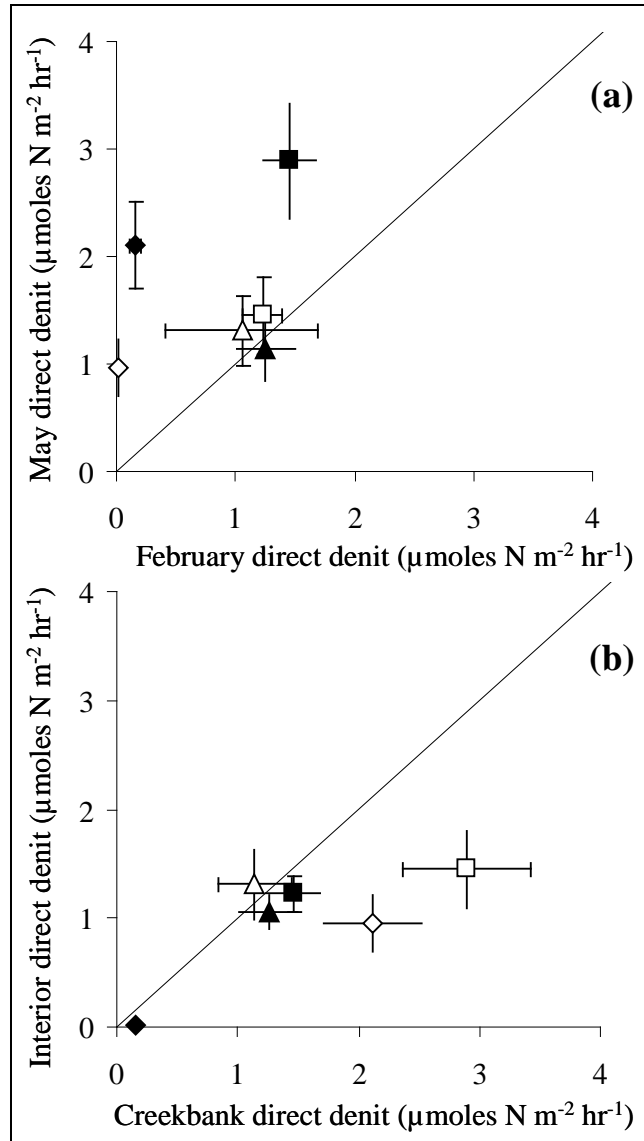 (a)
May direct denit (µmoles N m⁻² hr⁻¹)
4
3
2
1
0
0 1 2 3 4
February direct denit (µmoles N m⁻² hr⁻¹)
(b)
Interior direct denit (µmoles N m⁻² hr⁻¹)
4
3
2
1
0
0 1 2 3 4
Creekbank direct denit (µmoles N m⁻² hr⁻¹)